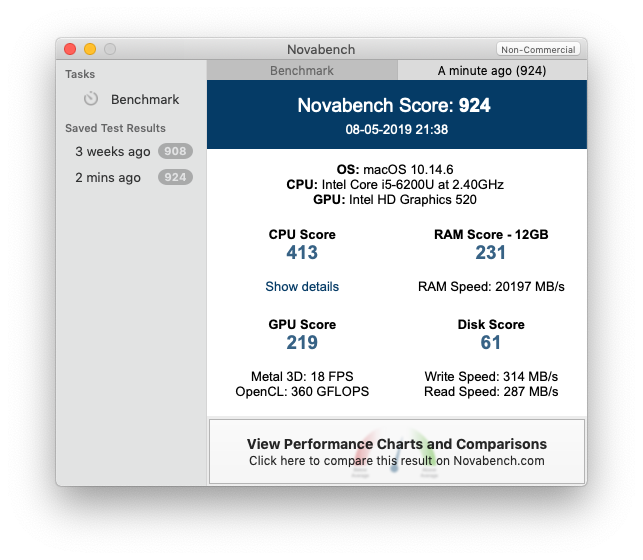 Novabench
Non-Commercial
Tasks
Benchmark
Saved Test Results
3 weeks ago 908
2 mins ago 924
Benchmark
A minute ago (924)
Novabench Score: 924
08-05-2019 21:38
OS: macOS 10.14.6
CPU: Intel Core i5-6200U at 2.40GHz
GPU: Intel HD Graphics 520
CPU Score
413
Show details
RAM Score - 12GB
231
RAM Speed: 20197 MB/s
GPU Score
219
Metal 3D: 18 FPS
OpenCL: 360 GFLOPS
Disk Score
61
Write Speed: 314 MB/s
Read Speed: 287 MB/s
View Performance Charts and Comparisons
Click here to compare this result on Novabench.com